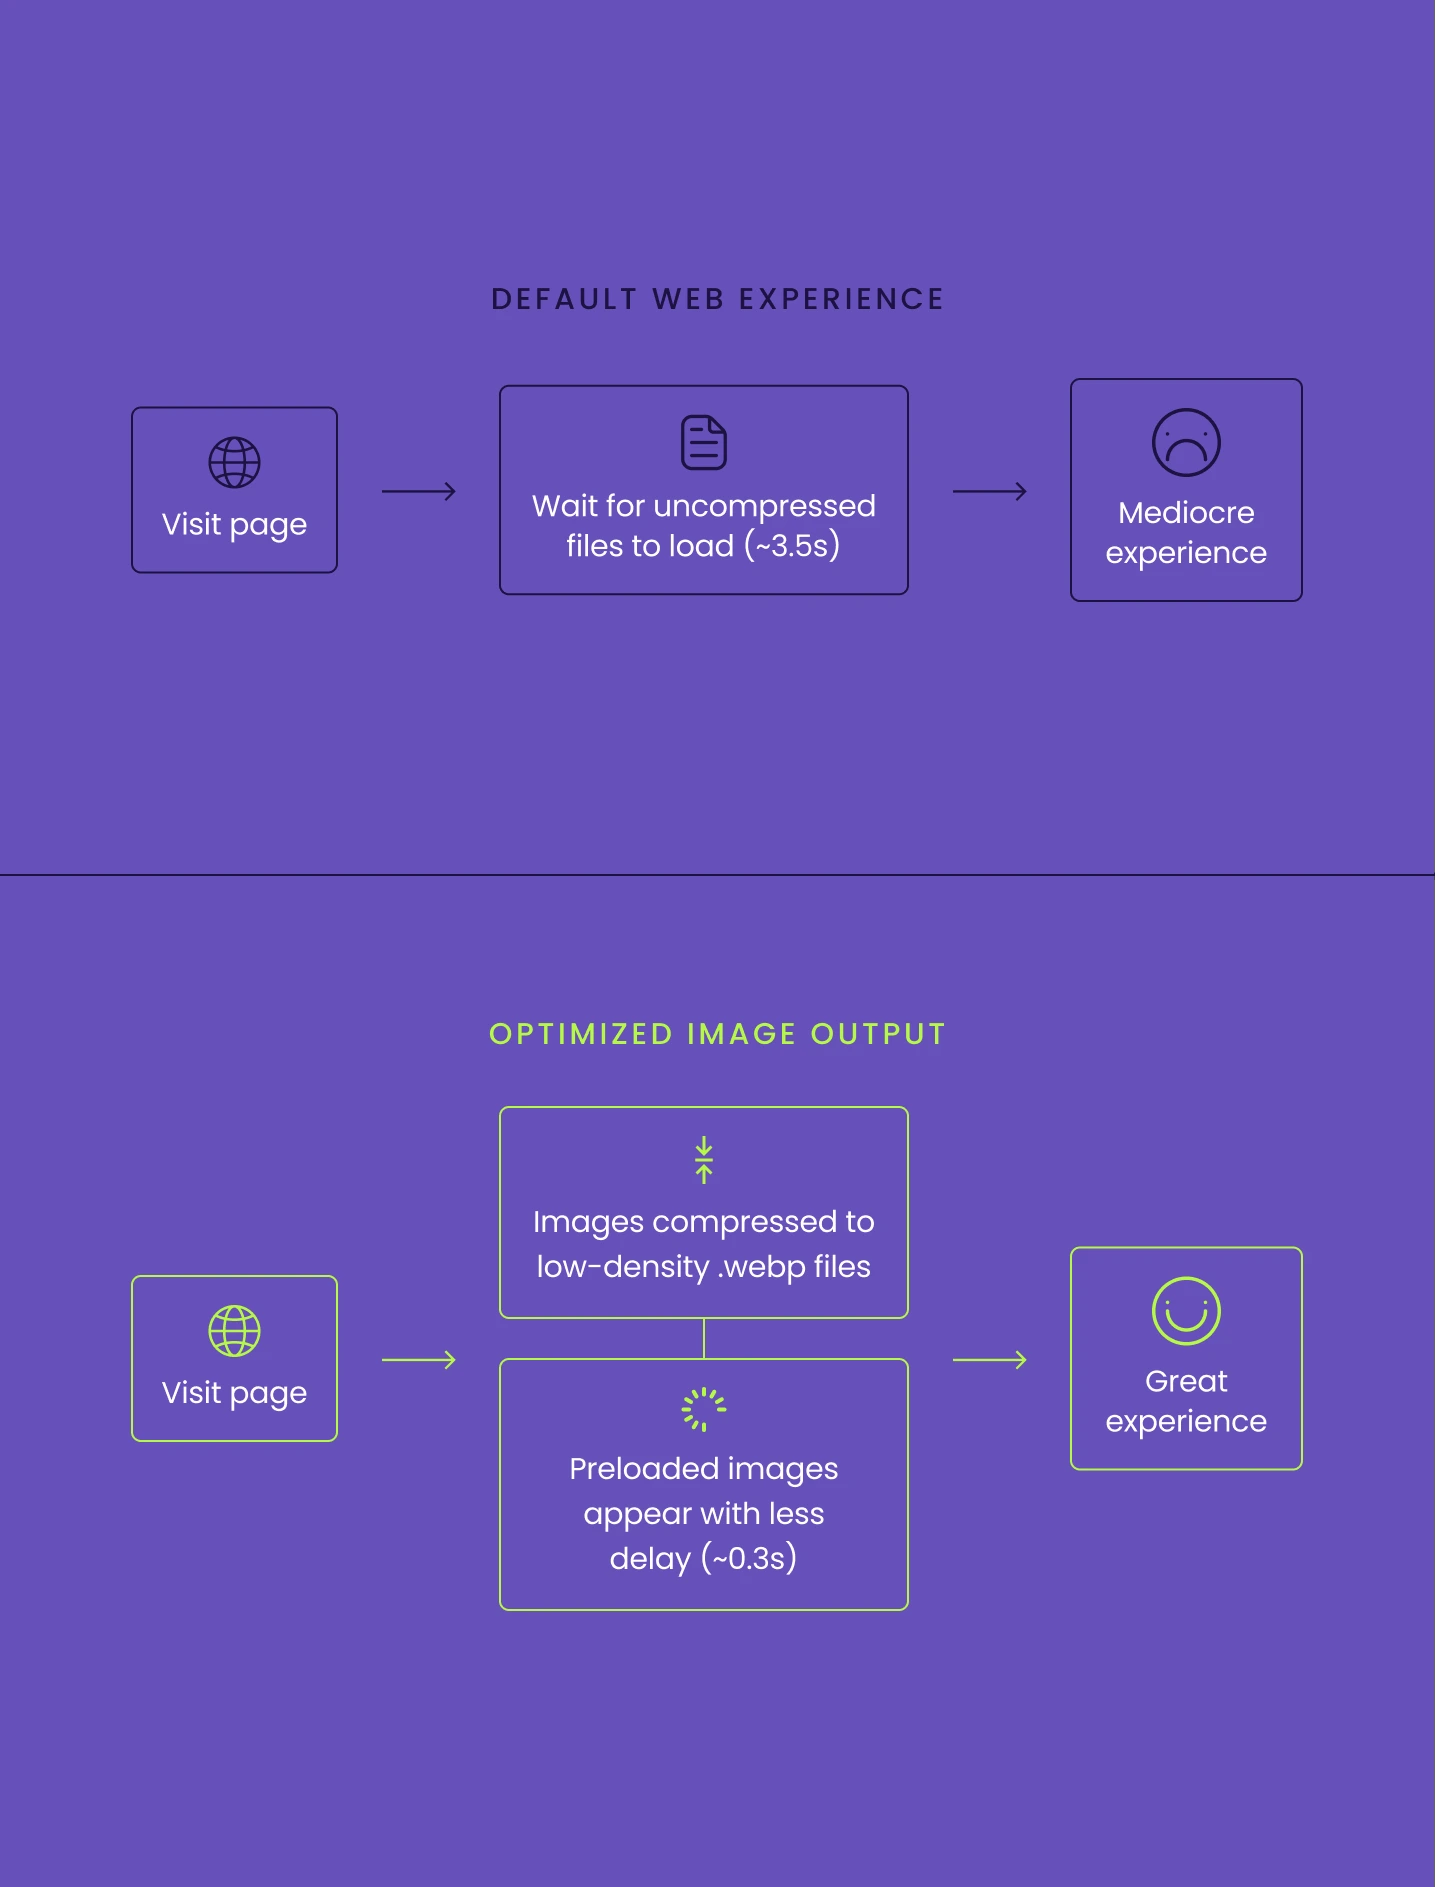 DEFAULT WEB EXPERIENCE
Visit page
Wait for uncompressed
files to load (~3.5s)
Mediocre
experience
OPTIMIZED IMAGE OUTPUT
Visit page
Images compressed to
low-density .webp files
Preloaded images
appear with less
delay (~0.3s)
Great
experience